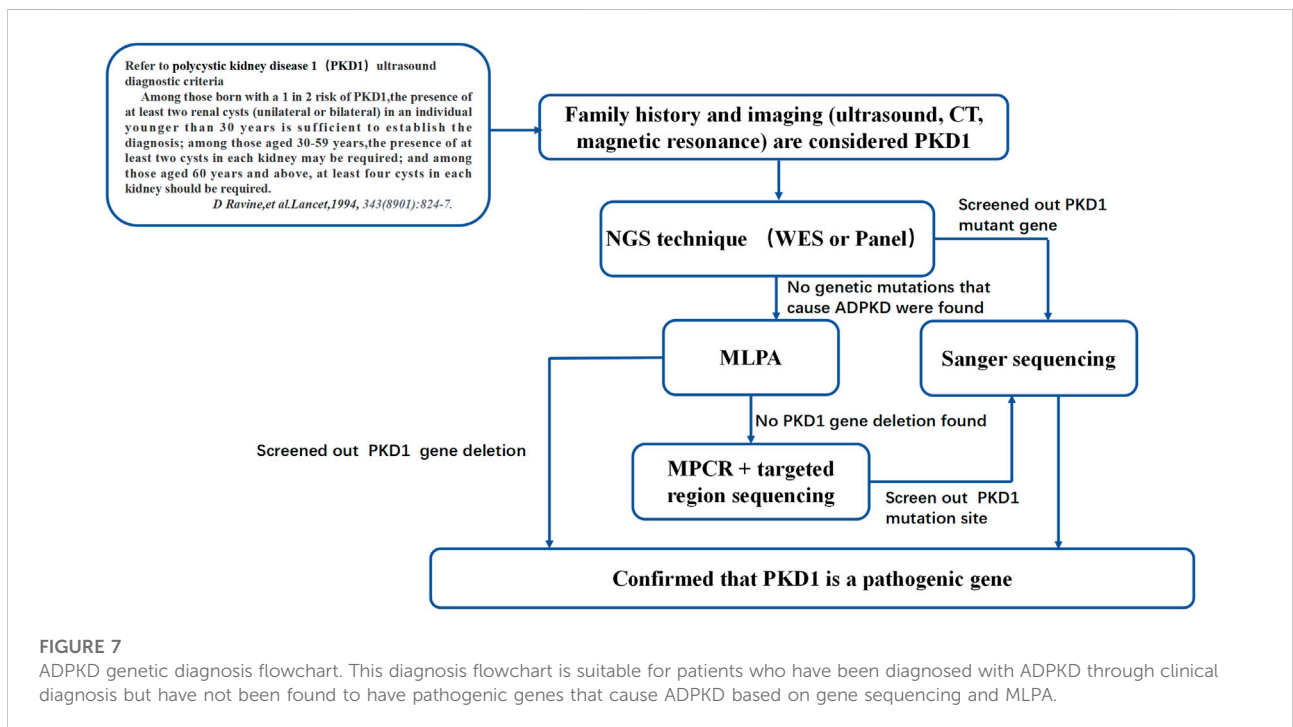 Refer to polycystic kidney disease 1 (PKD1) ultrasound
diagnostic criteria
Among those born with a 1 in 2 risk of PKD1,the presence of
at least two renal cysts (unilateral or bilateral) in an individual
younger than 30 years is sufficient to establish the
diagnosis; among those aged 30-59 years,the presence of at
least two cysts in each kidney may be required; and among
those aged 60 years and above, at least four cysts in each
kidney should be required.
D Ravine,et al.Lancet,1994, 343(8901):824-7.
Family history and imaging (ultrasound, CT,
magnetic resonance) are considered PKD1
NGS technique (WES or Panel)
Screened out PKD1
mutant gene
No genetic mutations that
cause ADPKD were found
MLPA
Sanger sequencing
No PKD1 gene deletion found
Screened out PKD1 gene deletion
MPCR + targeted
region sequencing
Screen out PKD1
mutation site
Confirmed that PKD1 is a pathogenic gene
FIGURE 7
ADPKD genetic diagnosis flowchart. This diagnosis flowchart is suitable for patients who have been diagnosed with ADPKD through clinical
diagnosis but have not been found to have pathogenic genes that cause ADPKD based on gene sequencing and MLPA.